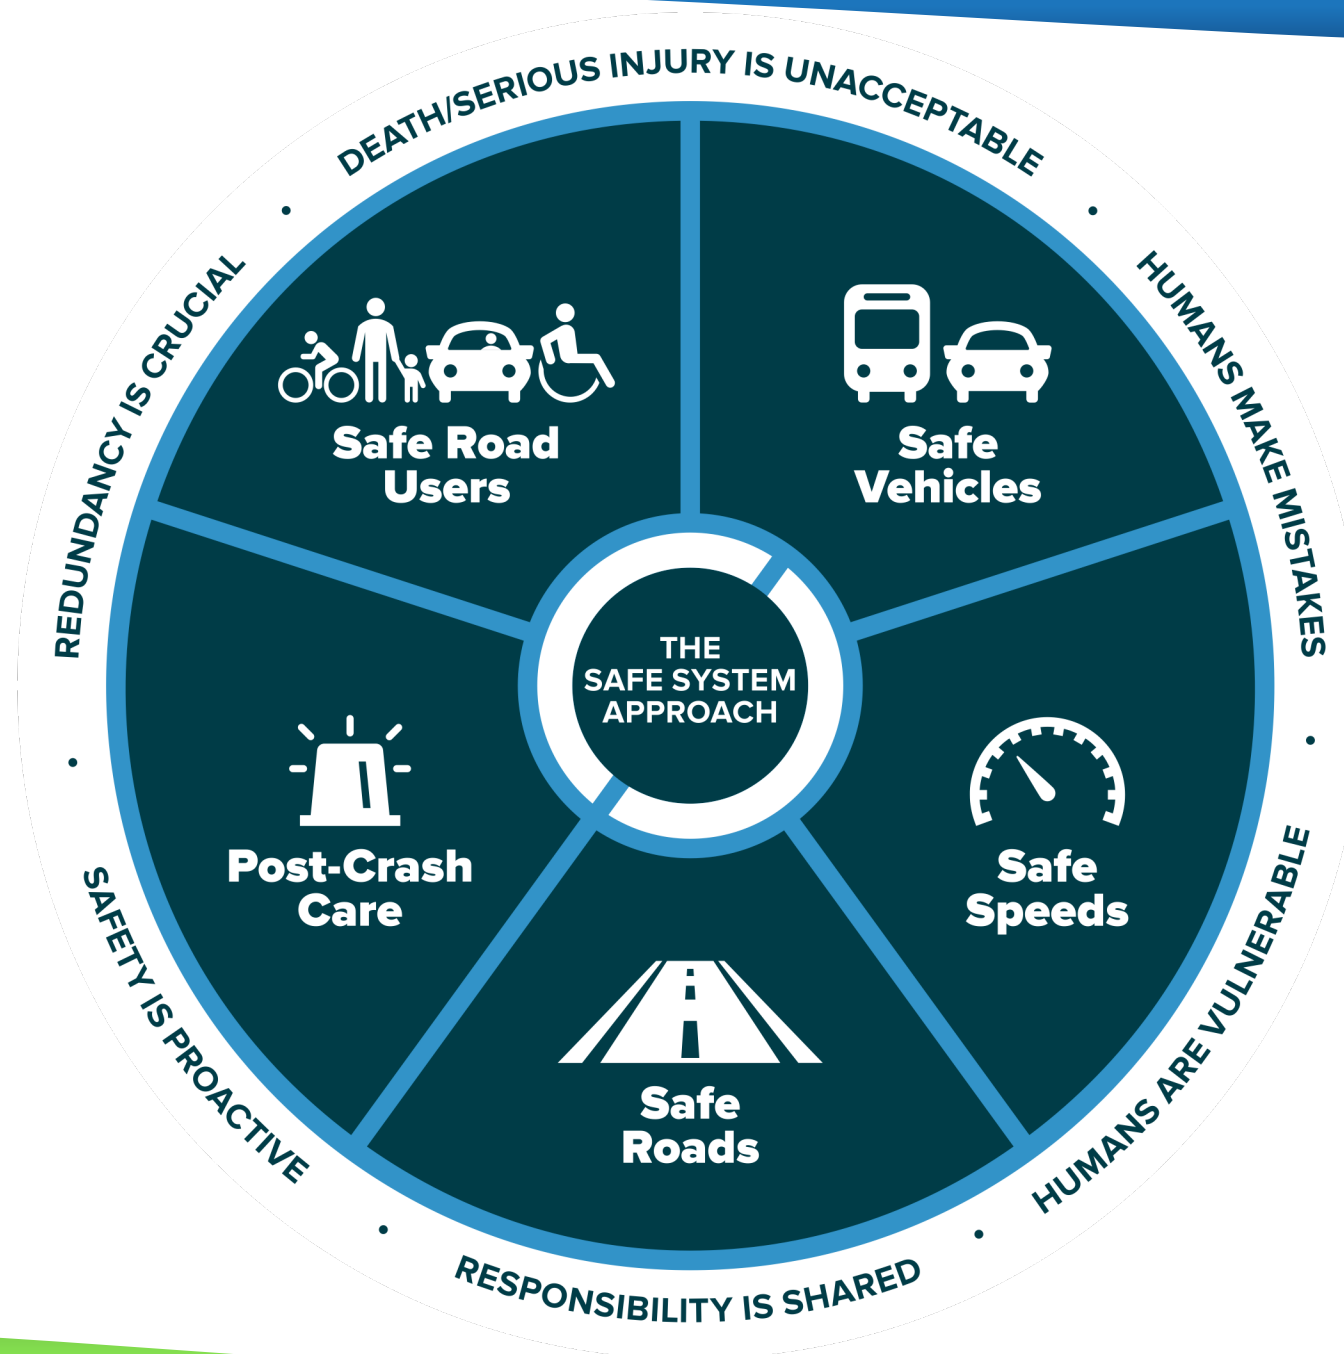 DEATH/SERIOUS INJURY IS UNACCEPTABLE
HUMANS MAKE MISTAKES
HUMANS ARE VULNERABLE
RESPONSIBILITY IS SHARED
SAFETY IS PROACTIVE
REDUNDANCY IS CRUCIAL
Safe Road
Users
Safe
Vehicles
Safe
Speeds
Safe
Roads
Post-Crash
Care
THE
SAFE SYSTEM
APPROACH